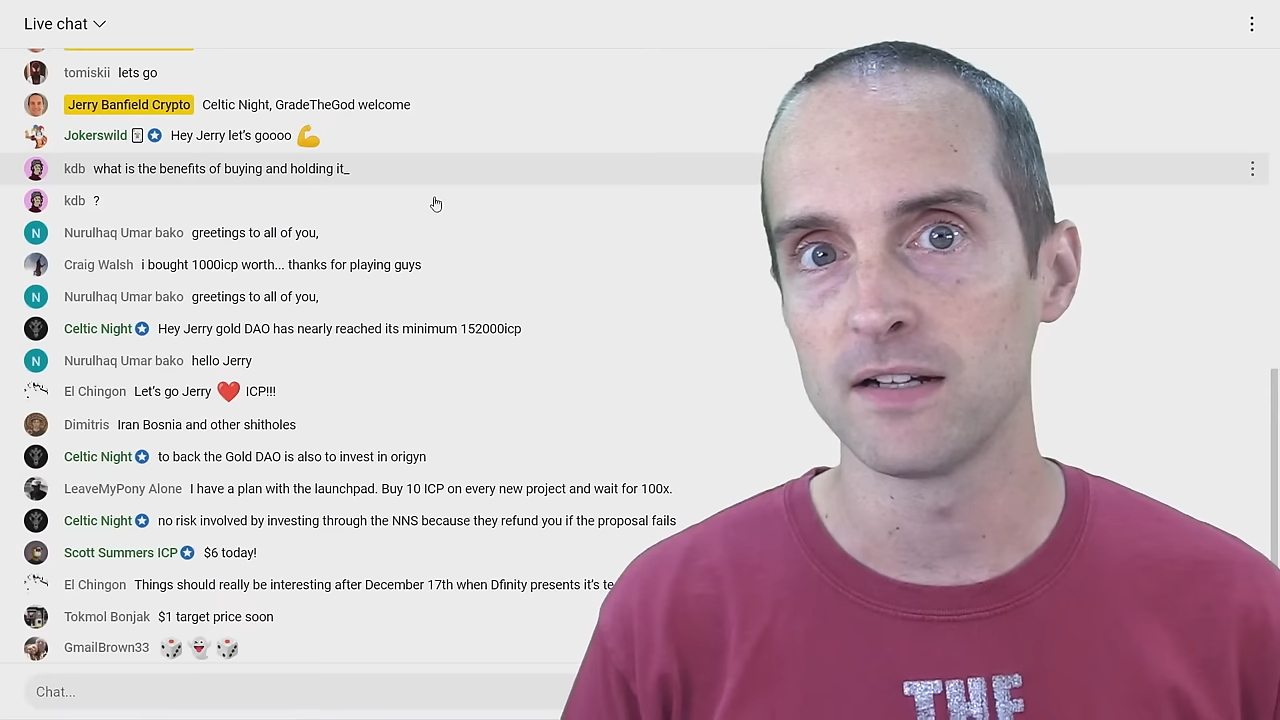 Live chat
tomiskii lets go
Jerry Banfield Crypto Celtic Night, GradeTheGod welcome
Jokerswild 🃏 Hey Jerry let's goooo 💪
kdb what is the benefits of buying and holding it_
kdb ?
N Nurulhaq Umar bako greetings to all of you,
Craig Walsh i bought 1000icp worth... thanks for playing guys
N Nurulhaq Umar bako greetings to all of you,
Celtic Night Hey Jerry gold DAO has nearly reached its minimum 152000icp
N Nurulhaq Umar bako hello Jerry
El Chingon Let's go Jerry ❤️ ICP!!!
Dimitris Iran Bosnia and other shitholes
Celtic Night to back the Gold DAO is also to invest in origyn
LeaveMyPony Alone I have a plan with the launchpad. Buy 10 ICP on every new project and wait for 100x.
Celtic Night no risk involved by investing through the NNS because they refund you if the proposal fails
Scott Summers ICP $6 today!
El Chingon Things should really be interesting after December 17th when Dfinity presents it's te
Tokmol Bonjak $1 target price soon
GmailBrown33 🎲👻🎲
Chat...
THE